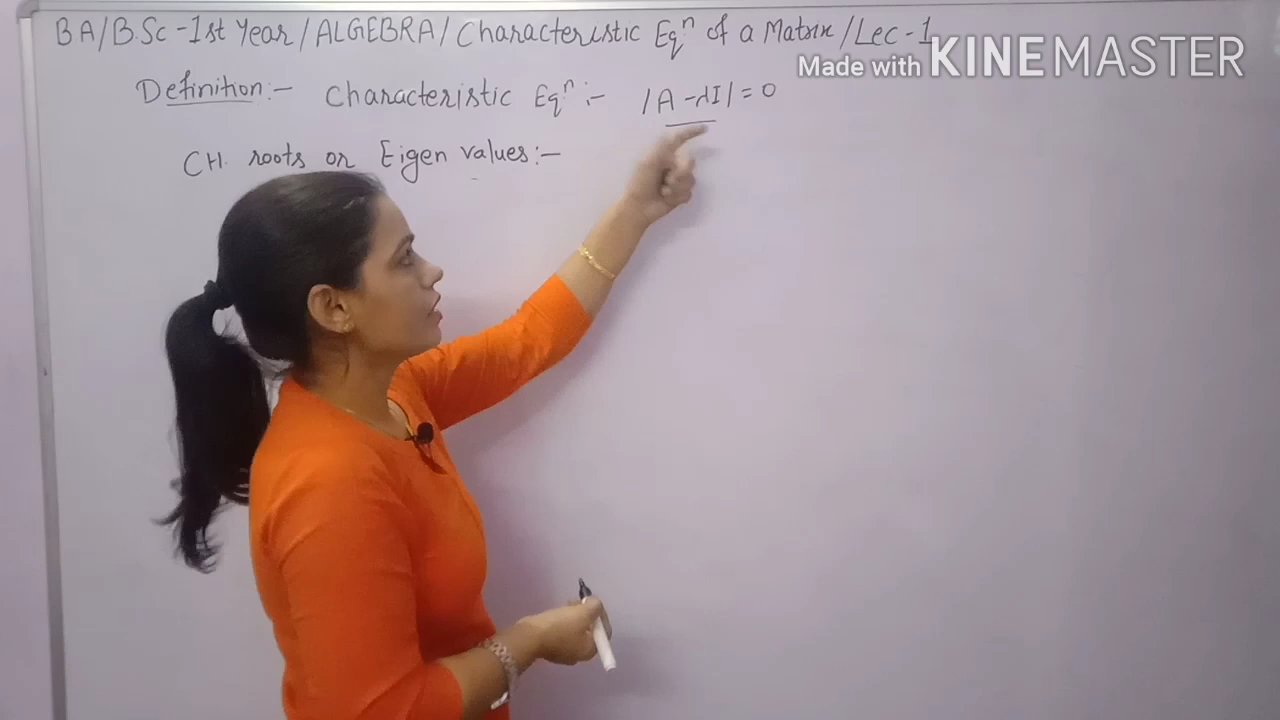 BA/B.Sc-1st Year/ALGEBRA/Characteristic Eqⁿ of a Matrix/Lec-1
Made with KINEMASTER
Definition:- Characteristic Eqⁿ:- |A-λI| = 0
CH. roots or Eigen values:-